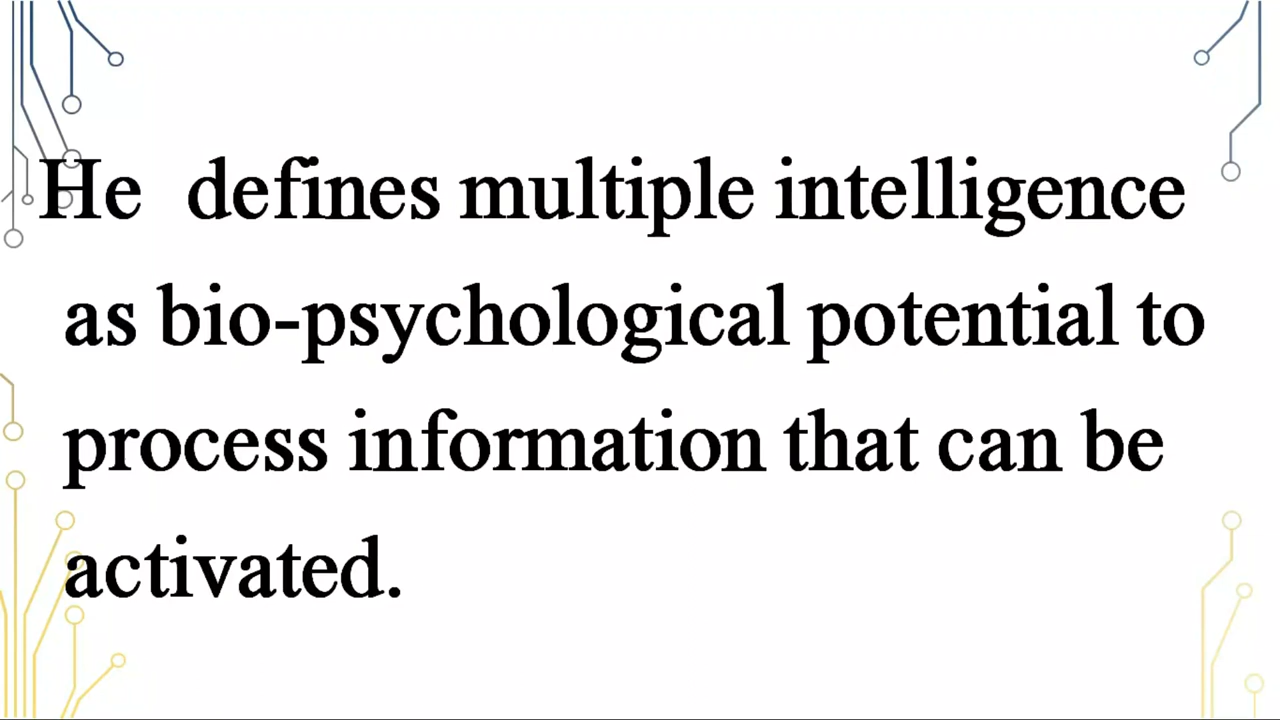 He defines multiple intelligence
as bio-psychological potential to
process information that can be
activated.